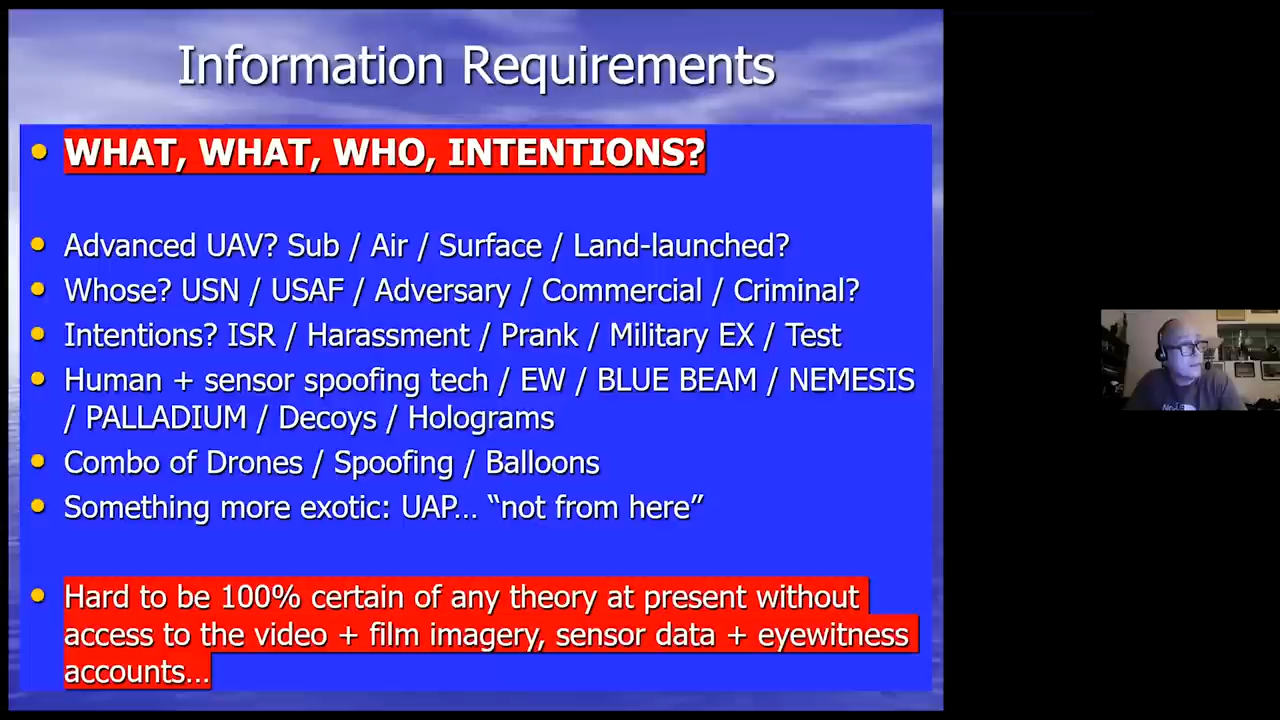 Information Requirements
WHAT, WHAT, WHO, INTENTIONS?
Advanced UAV? Sub / Air / Surface / Land-launched?
Whose? USN / USAF / Adversary / Commercial / Criminal?
Intentions? ISR / Harassment / Prank / Military EX / Test
Human + sensor spoofing tech / EW / BLUE BEAM / NEMESIS
/ PALLADIUM / Decoys / Holograms
Combo of Drones / Spoofing / Balloons
Something more exotic: UAP… “not from here”
Hard to be 100% certain of any theory at present without
access to the video + film imagery, sensor data + eyewitness
accounts…